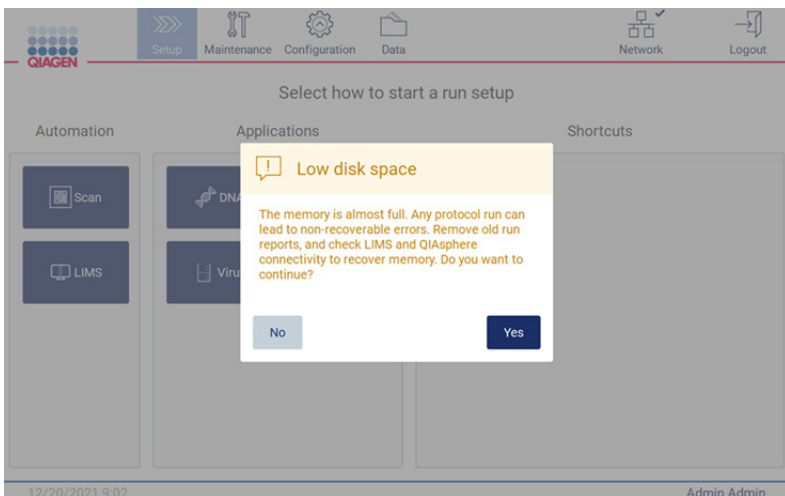 QIAGEN
Setup
Maintenance
Configuration
Data
Network
Logout
Select how to start a run setup
Automation
Applications
Shortcuts
Scan
DNA
LIMS
Viru
Low disk space
The memory is almost full. Any protocol run can
lead to non-recoverable errors. Remove old run
reports, and check LIMS and QIAsphere
connectivity to recover memory. Do you want to
continue?
No
Yes
12/20/2021 9:02
Admin Admin